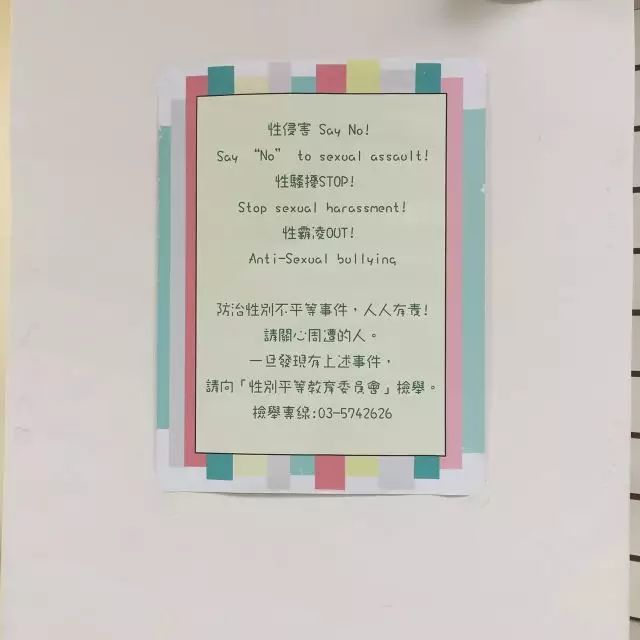 性侵害 Say No!
Say “No” to sexual assault!
性騷擾STOP!
Stop sexual harassment!
性霸凌OUT!
Anti-Sexual bullying
防治性別不平等事件，人人有責!
請關心周遭的人。
一旦發現有上述事件，
請向「性別平等教育委員會」檢舉。
檢舉專線:03-5742626